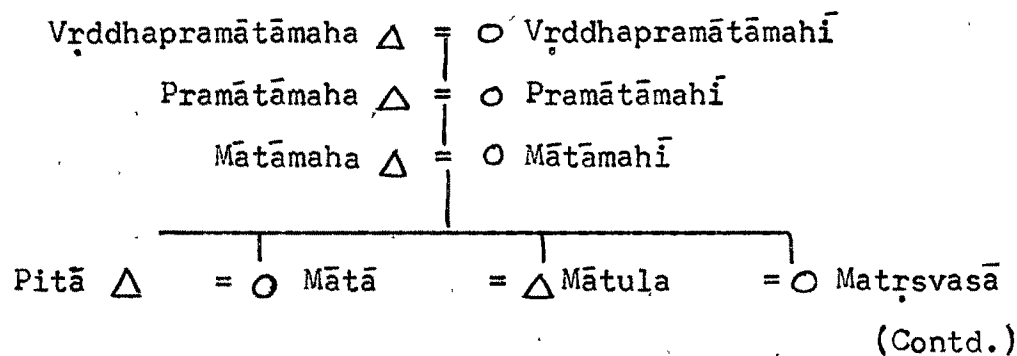 Vṛddhapramātāmaha △ = ○ Vṛddhapramātāmahī
Pramātāmaha △ = ○ Pramātāmahī
Mātāmaha △ = ○ Mātāmahī
Pitā △ = ○ Mātā = △ Mātula = ○ Matṛsvasā
(Contd.)